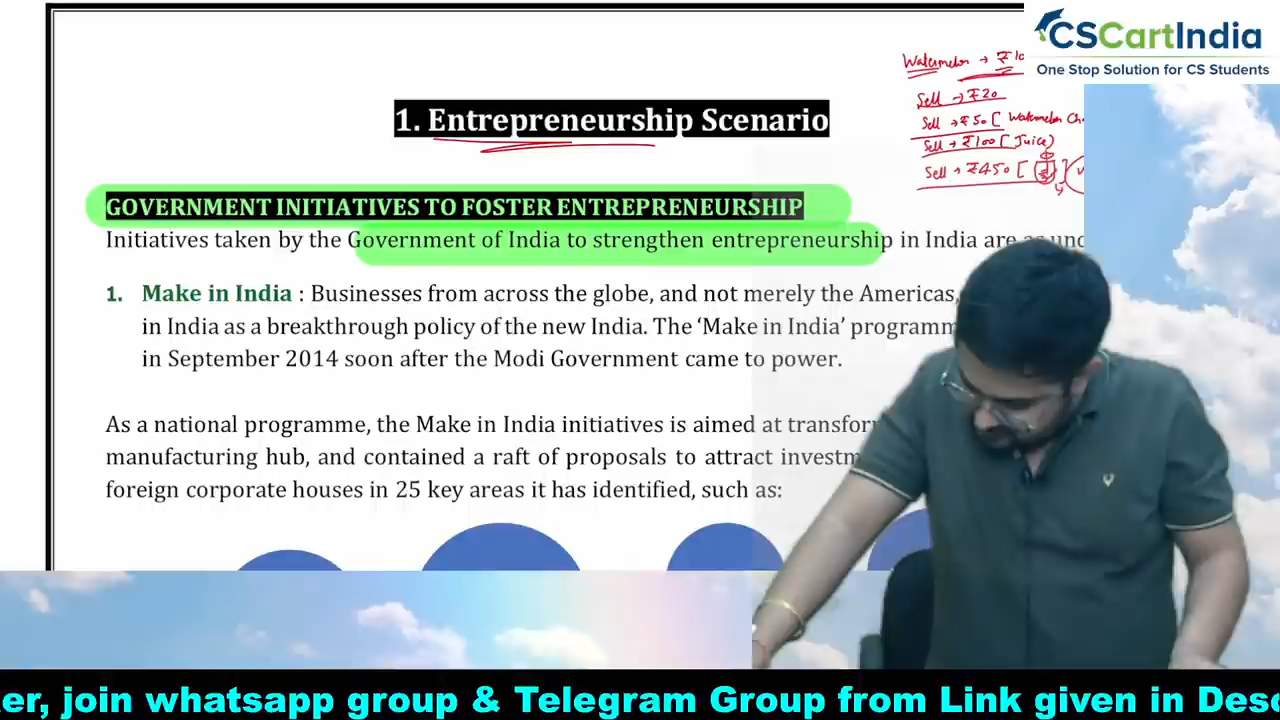 CSCartIndia
One Stop Solution for CS Students
Watermelon → ₹10
Sell → ₹20
Sell → ₹50 [ Watermelon
Sell → ₹100 [ Juice)
Sell → ₹450 [
1. Entrepreneurship Scenario
GOVERNMENT INITIATIVES TO FOSTER ENTREPRENEURSHIP
Initiatives taken by the Government of India to strengthen entrepreneurship in India are as
1. Make in India : Businesses from across the globe, and not merely the Americas,
in India as a breakthrough policy of the new India. The ‘Make in India’
in September 2014 soon after the Modi Government came to power.
As a national programme, the Make in India initiatives is aimed at
manufacturing hub, and contained a raft of proposals to attract
foreign corporate houses in 25 key areas it has identified, such as:
join whatsapp group & Telegram Group from Link given in